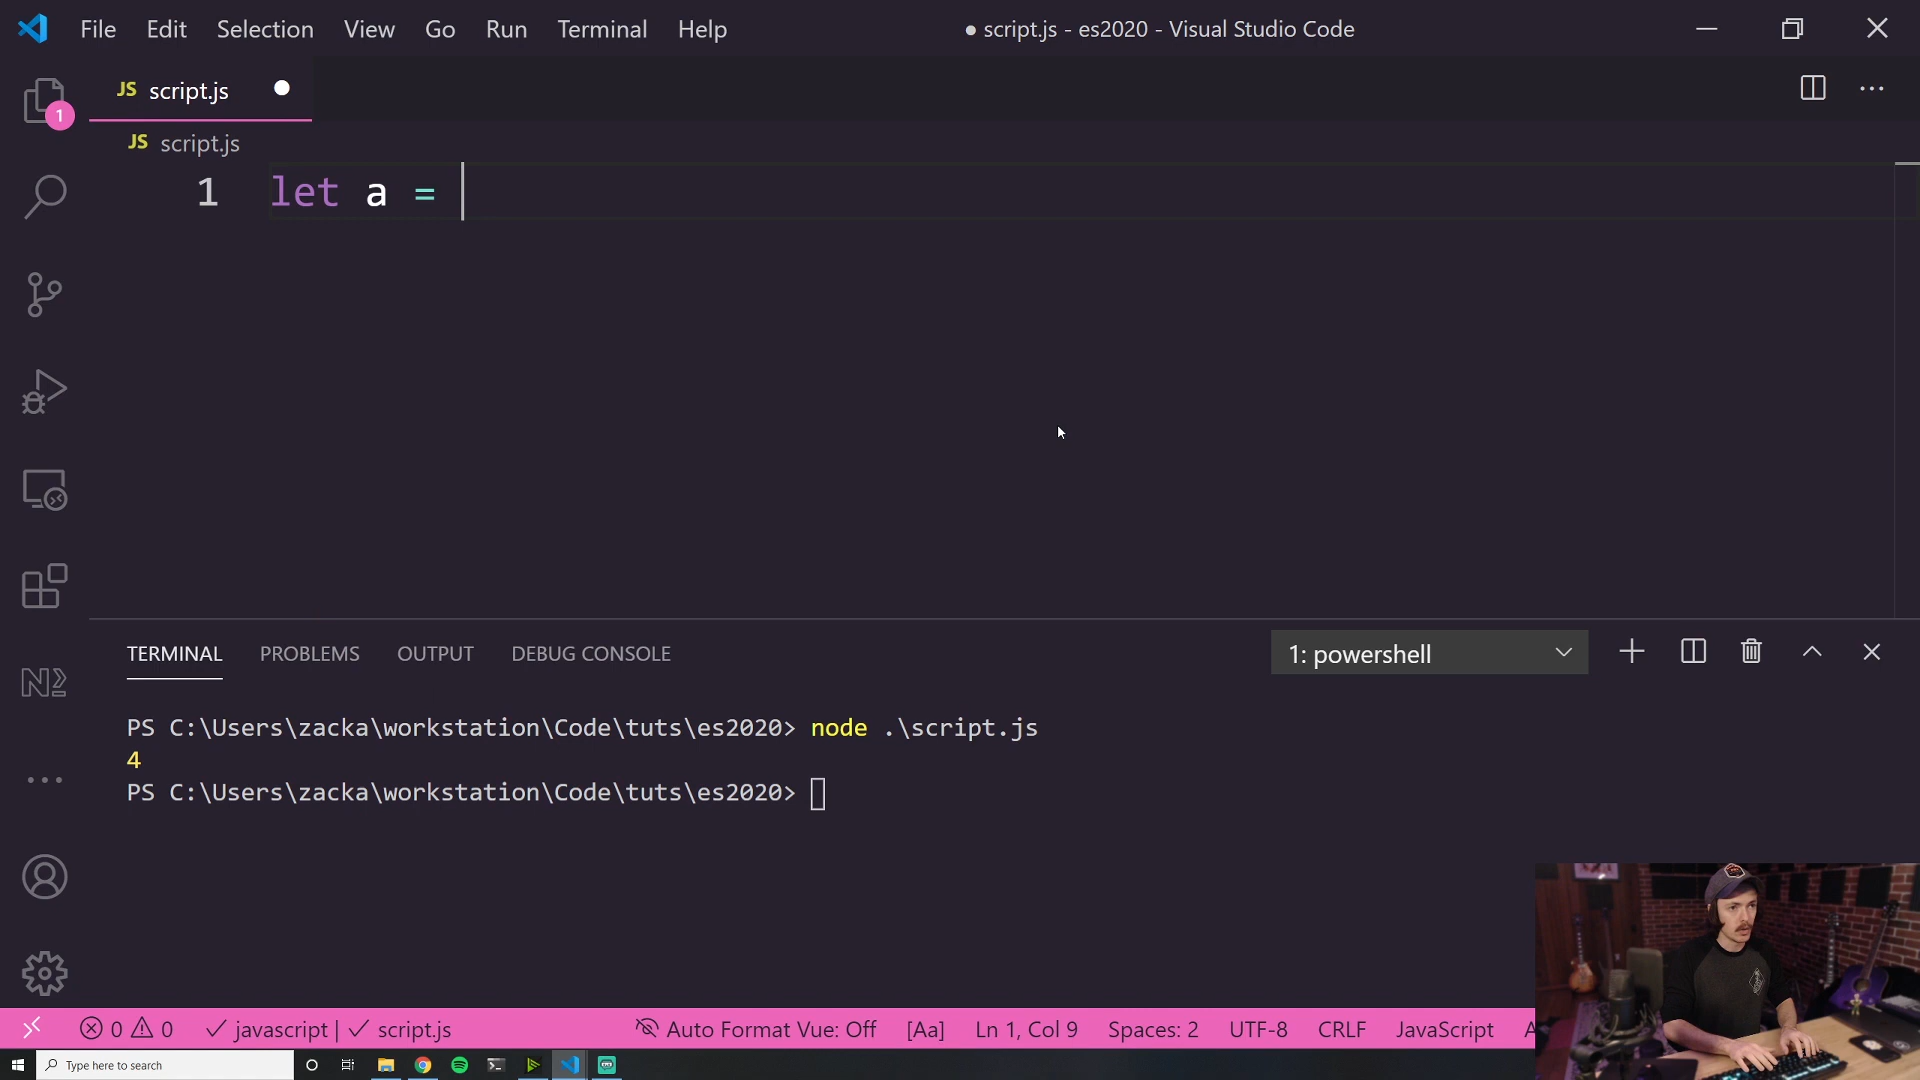 File Edit Selection View Go Run Terminal Help
● script.js - es2020 - Visual Studio Code
JS script.js
1
JS script.js
1 let a =
TERMINAL PROBLEMS OUTPUT DEBUG CONSOLE
1: powershell
PS C:\Users\zacka\workstation\Code\tuts\es2020> node .\script.js
4
PS C:\Users\zacka\workstation\Code\tuts\es2020>
0 0 javascript | script.js Auto Format Vue: Off [Aa] Ln 1, Col 9 Spaces: 2 UTF-8 CRLF JavaScript
Type here to search